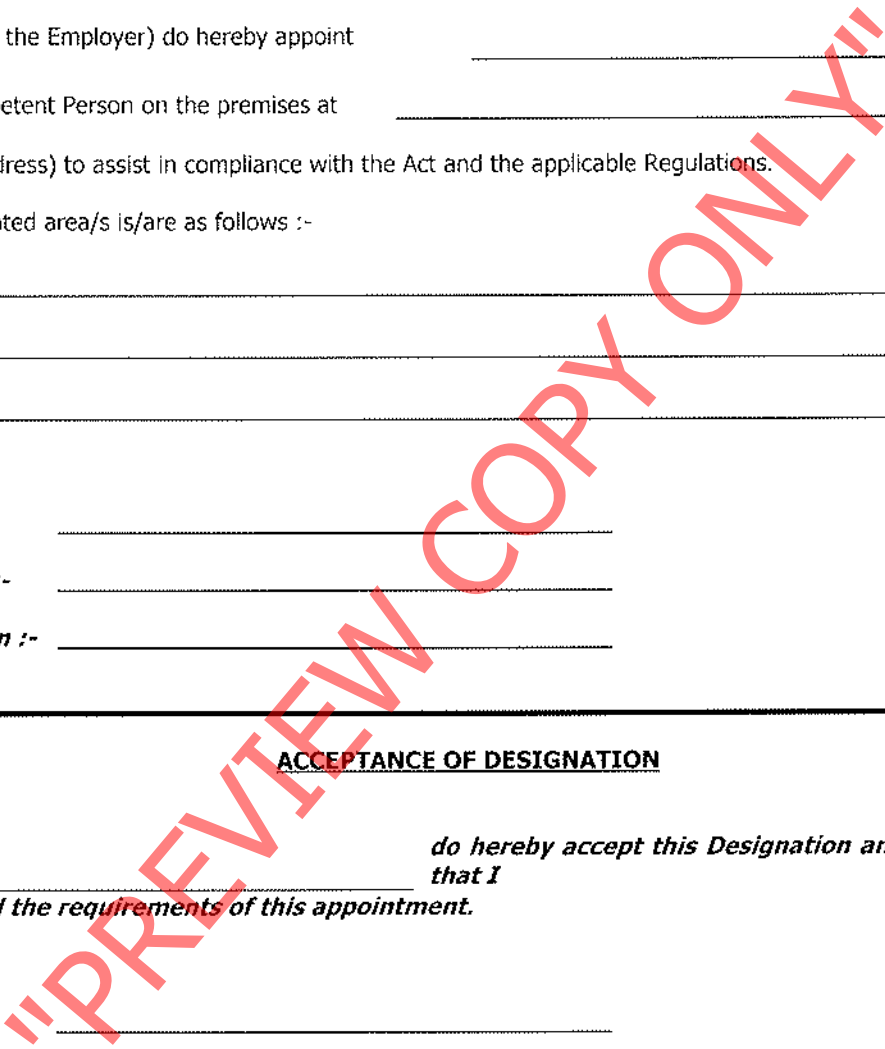 the Employer) do hereby appoint
etent Person on the premises at
ress) to assist in compliance with the Act and the applicable Regulations.
ted area/s is/are as follows :-
:-
n :-
ACCEPTANCE OF DESIGNATION
do hereby accept this Designation an
that I
the requirements of this appointment.
"PREVIEW COPY ONLY"